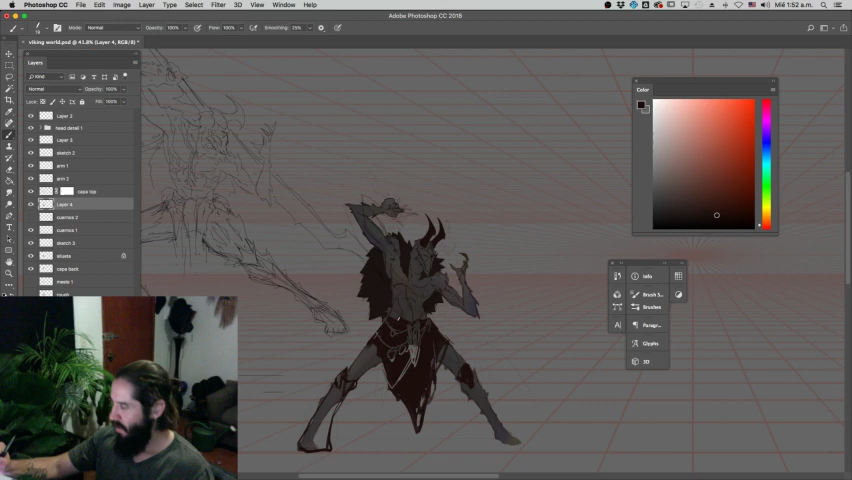 Photoshop CC File Edit Image Layer Type Select Filter 3D View Window Help Mié 1:52 a.m.
Adobe Photoshop CC 2018
19 Mode: Normal Opacity: 100% Flow: 100% Smoothing: 25%
viking world.psd @ 41.8% (Layer 4, RGB/8) *
Layers
Kind
Normal Opacity: 100%
Lock: Fill: 100%
Layer 2
head detail 1
Layer 3
sketch 2
arm 1
arm 2
capa top
Layer 4
cuernos 2
cuernos 1
sketch 3
silueta
capa back
Color
Info
Brush S...
Brushes
Paragr...
Glyphs
3D